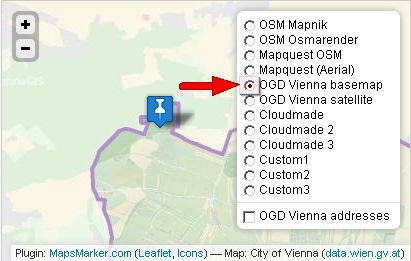 +
OSM Mapnik
OSM Osmarender
Mapquest OSM
Mapquest (Aerial)
OGD Vienna basemap
OGD Vienna satellite
Cloudmade
Cloudmade 2
Cloudmade 3
Custom1
Custom2
Custom3
OGD Vienna addresses
Plugin: MapsMarker.com (Leaflet, Icons) — Map: City of Vienna (data.wien.gv.at)